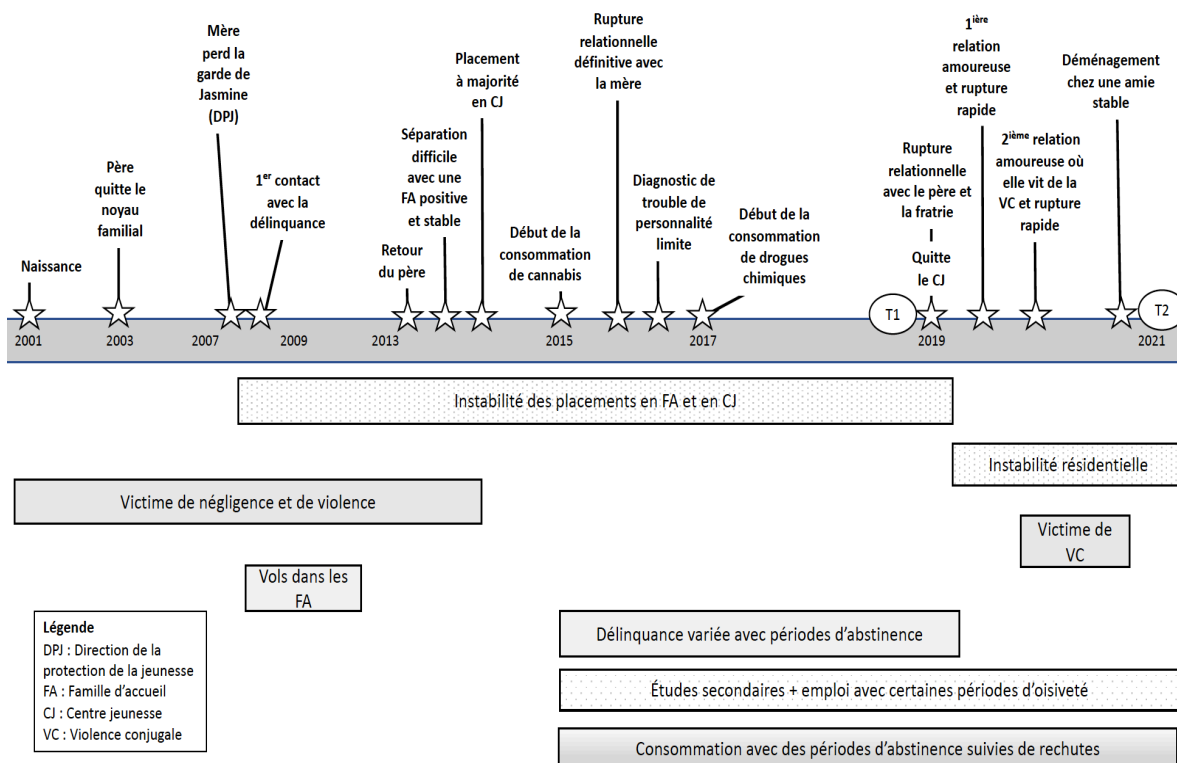 Naissance
Père
quitte le
noyau
familial
Mère
perd la
garde de
Jasmine
(DPJ)
1er contact
avec la
délinquance
Retour
du père
Séparation
difficile
avec une
FA positive
et stable
Placement
à majorité
en CJ
Début de la
consommation
de cannabis
Rupture
relationnelle
définitive avec
la mère
Diagnostic de
trouble de
personnalité
limite
Début de la
consommation
de drogues
chimiques
Rupture
relationnelle
avec le père et
la fratrie
Quitte
le CJ
1ière
relation
amoureuse
et rupture
rapide
2ième relation
amoureuse où
elle vit de la
VC et rupture
rapide
Déménagement
chez une amie
stable
T1
T2
2001
2003
2007
2009
2013
2015
2017
2019
2021
Instabilité des placements en FA et en CJ
Instabilité résidentielle
Victime de négligence et de violence
Victime de
VC
Vols dans les
FA
Délinquance variée avec périodes d'abstinence
Études secondaires + emploi avec certaines périodes d'oisiveté
Consommation avec des périodes d'abstinence suivies de rechutes
Légende
DPJ : Direction de la
protection de la jeunesse
FA : Famille d'accueil
CJ : Centre jeunesse
VC : Violence conjugale